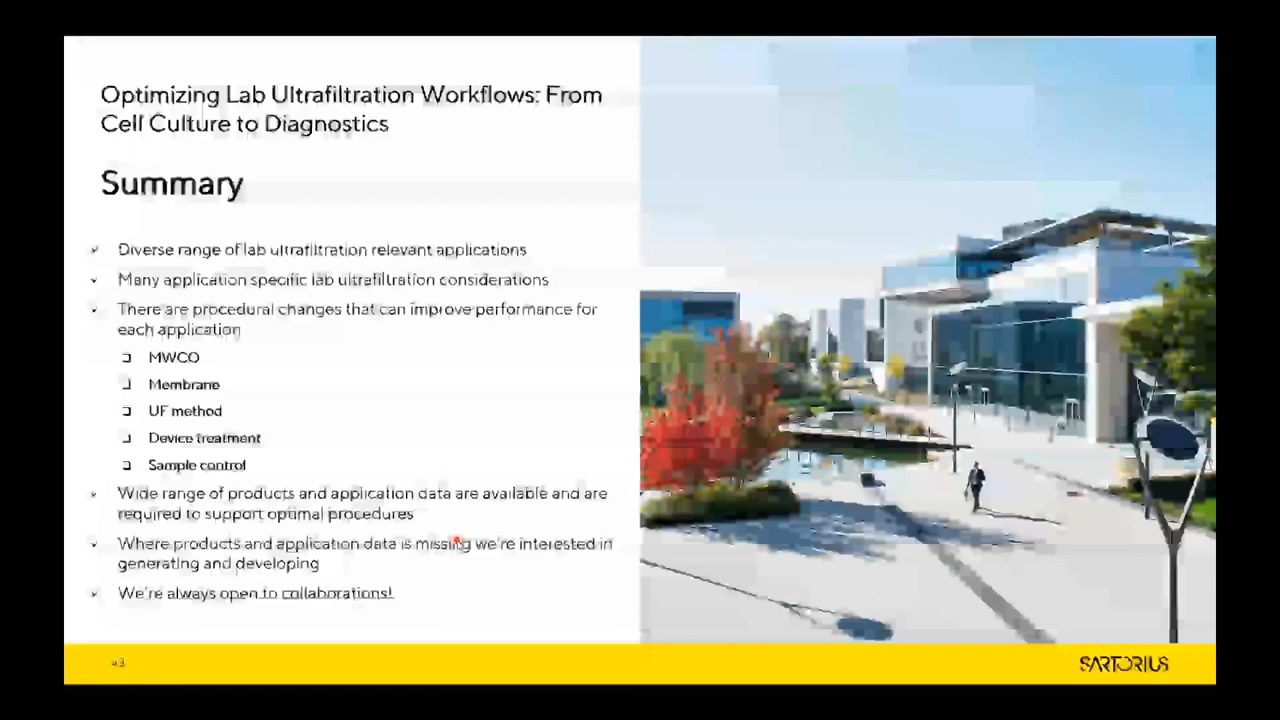 Optimizing Lab Ultrafiltration Workflows: From
Cell Culture to Diagnostics
Summary
Diverse range of lab ultrafiltration relevant applications
Many application specific lab ultrafiltration considerations
There are procedural changes that can improve performance for
each application
MWCO
Membrane
UF method
Device treatment
Sample control
Wide range of products and application data are available and are
required to support optimal procedures
Where products and application data is missing we're interested in
generating and developing
We're always open to collaborations!
SARTORIUS